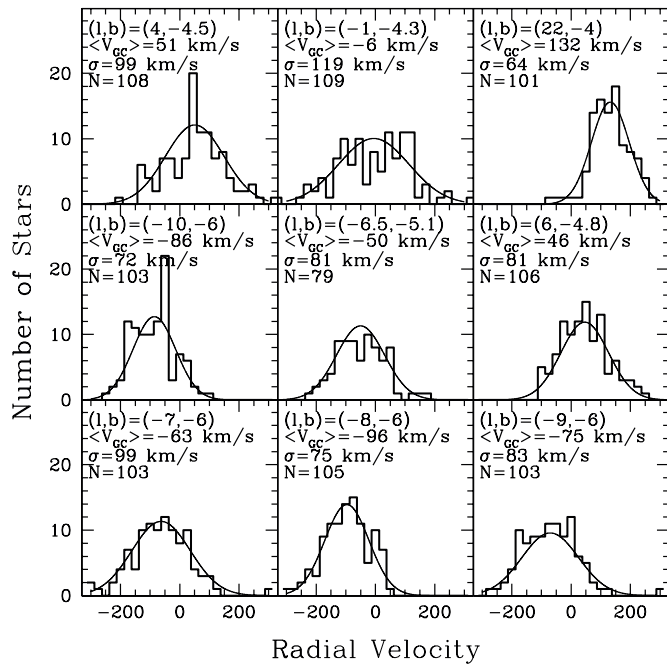 (l,b)=(4,−4.5)
<V_GC>=51 km/s
σ=99 km/s
N=108
(l,b)=(−1,−4.3)
<V_GC>=−6 km/s
σ=119 km/s
N=109
(l,b)=(22,−4)
<V_GC>=132 km/s
σ=64 km/s
N=101
20
10
0
(l,b)=(−10,−6)
<V_GC>=−86 km/s
σ=72 km/s
N=103
(l,b)=(−6.5,−5.1)
<V_GC>=−50 km/s
σ=81 km/s
N=79
(l,b)=(6,−4.8)
<V_GC>=46 km/s
σ=81 km/s
N=106
20
10
0
Number of Stars
(l,b)=(−7,−6)
<V_GC>=−63 km/s
σ=99 km/s
N=103
(l,b)=(−8,−6)
<V_GC>=−96 km/s
σ=75 km/s
N=105
(l,b)=(−9,−6)
<V_GC>=−75 km/s
σ=83 km/s
N=103
20
10
0
−200 0 200 −200 0 200 −200 0 200
Radial Velocity